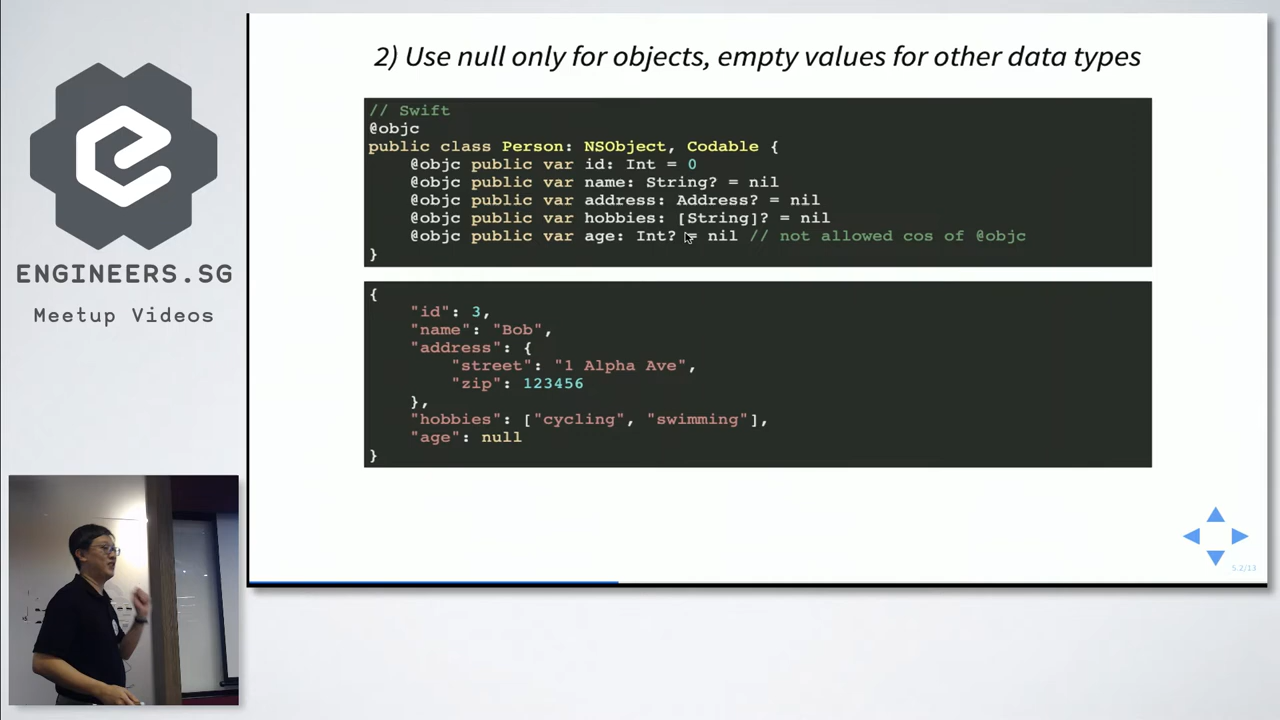 2) Use null only for objects, empty values for other data types
// Swift
@objc
public class Person: NSObject, Codable {
@objc public var id: Int = 0
@objc public var name: String? = nil
@objc public var address: Address? = nil
@objc public var hobbies: [String]? = nil
@objc public var age: Int? = nil // not allowed cos of @objc
}
{
"id": 3,
"name": "Bob",
"address": {
"street": "1 Alpha Ave",
"zip": 123456
},
"hobbies": ["cycling", "swimming"],
"age": null
}
5.2/13
ENGINEERS.SG
Meetup Videos